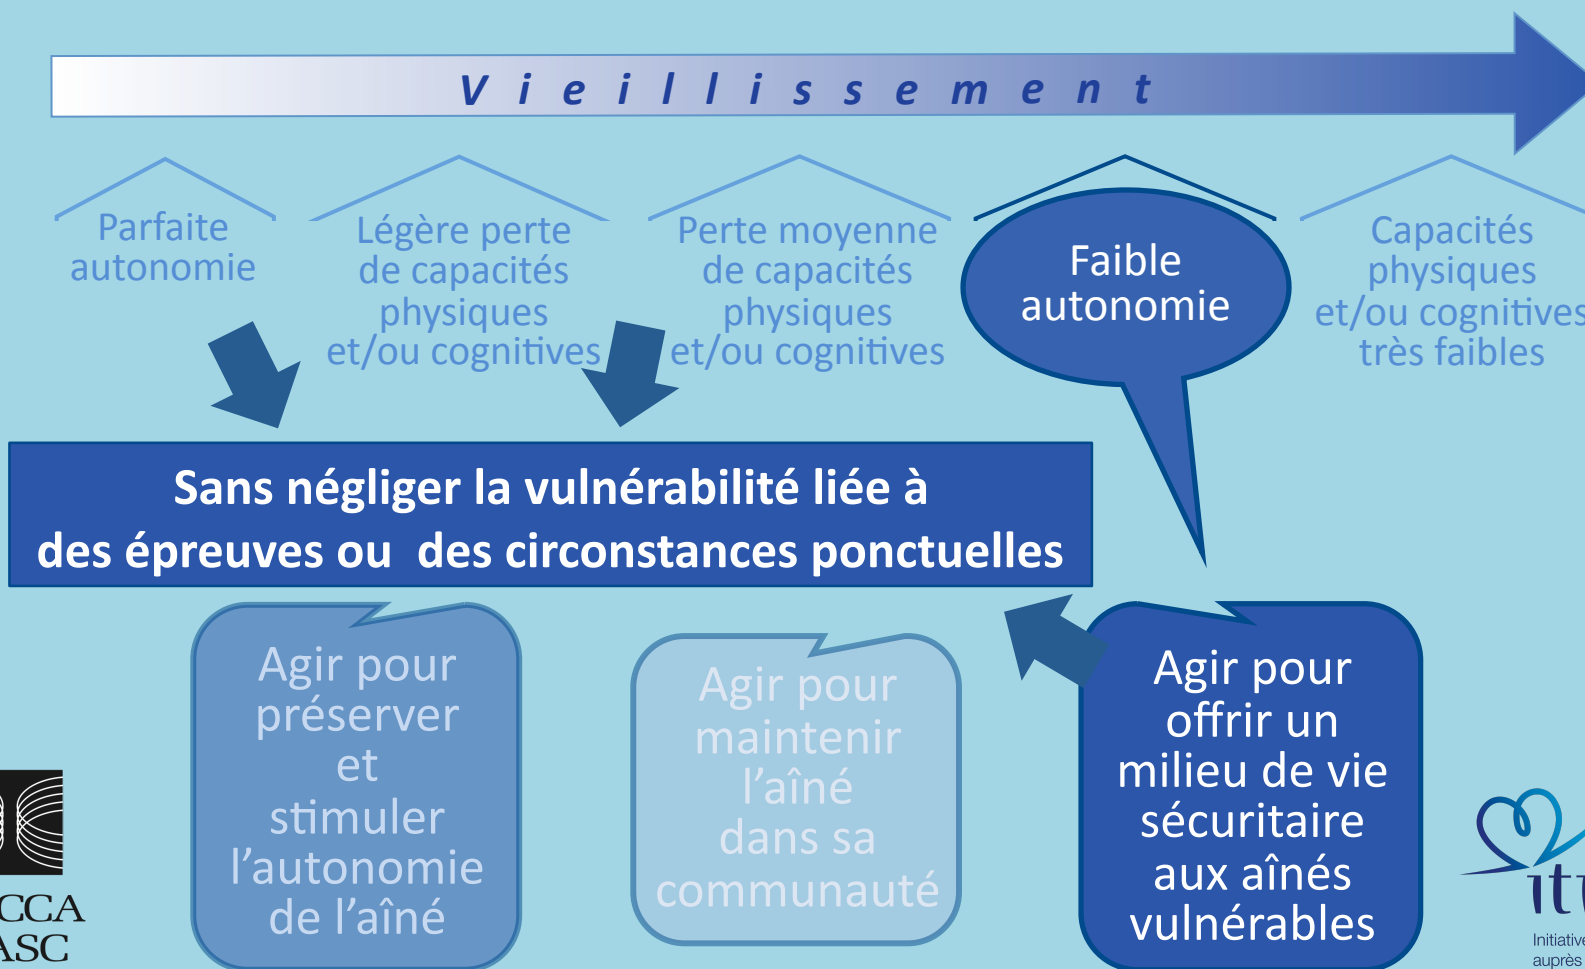 Vieillissement
Parfaite
autonomie
Légère perte
de capacités
physiques
et/ou cognitives
Perte moyenne
de capacités
physiques
et/ou cognitives
Faible
autonomie
Capacités
physiques
et/ou cognitives
très faibles
Sans négliger la vulnérabilité liée à
des épreuves ou des circonstances ponctuelles
Agir pour
préserver
et
stimuler
l’autonomie
de l’aîné
Agir pour
maintenir
l’aîné
dans sa
communauté
Agir pour
offrir un
milieu de vie
sécuritaire
aux aînés
vulnérables
CCA
ASC
Initiative
auprès